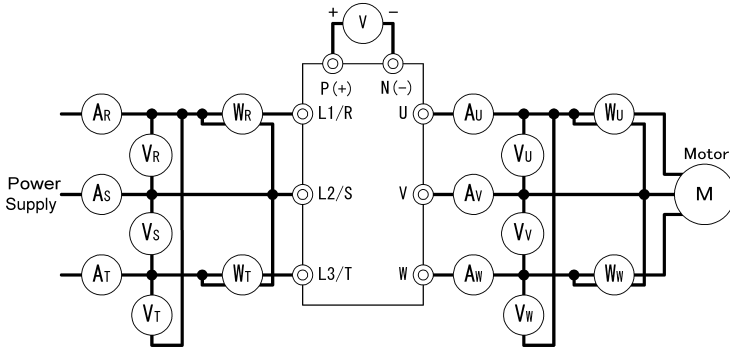 + V −
P(+) N(-)
AR WR L1/R U AU WU
VR VU Motor
Power Supply AS L2/S V AV M
VS VV
AT WT L3/T W AW WW
VT VW